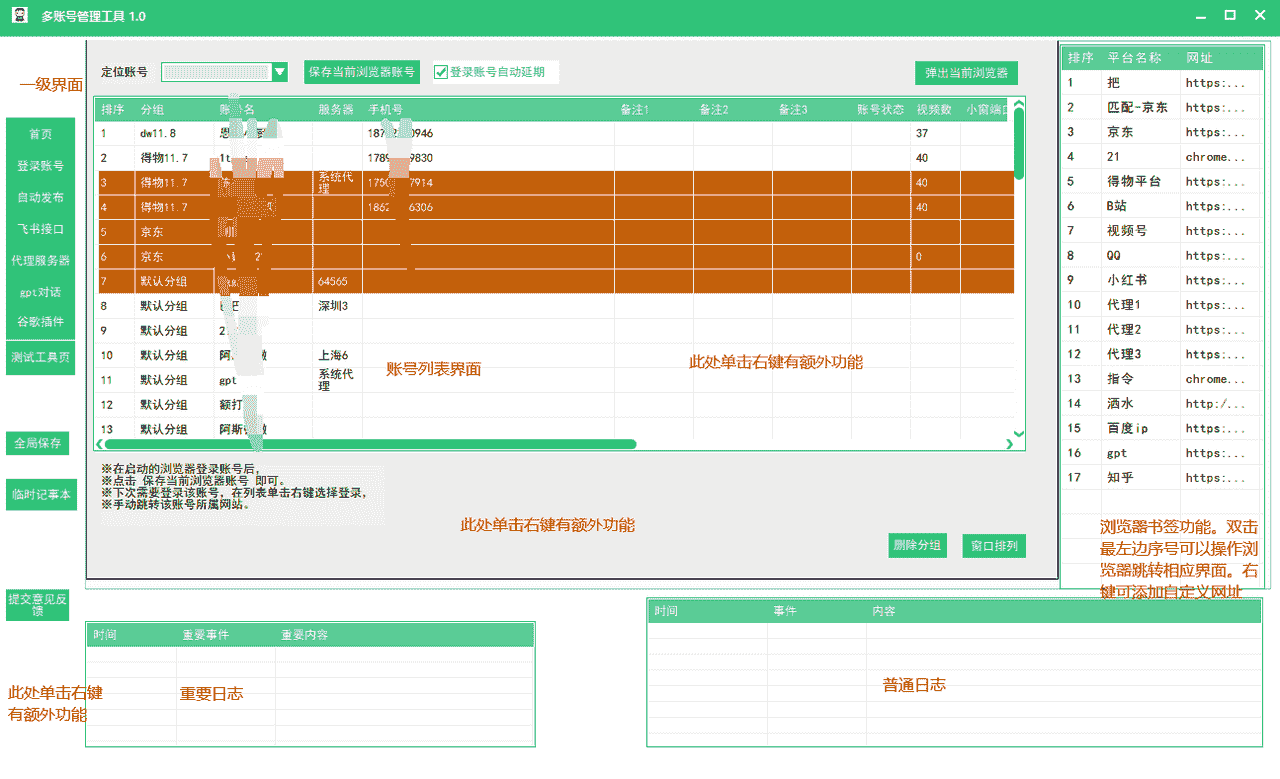 多账号管理工具 1.0
一级界面
首页
登录账号
自动发布
飞书接口
代理服务器
gpt对话
谷歌插件
测试工具页
全局保存
临时记事本
提交意见反
馈
此处单击右键
有额外功能
定位账号 保存当前浏览器账号 登录账号自动延期 弹出当前浏览器
排序 分组 服务器 手机号 备注1 备注2 备注3 账号状态 视频数 小窗端口
1 dw11.8 37
2 得物11.7 40
3 得物11.7 系统代
理 40
4 得物11.7 40
5 京东
6 京东 0
7 默认分组 64565
8 默认分组 深圳3
9 默认分组
10 默认分组 上海6
11 默认分组 gpt 系统代
理
12 默认分组 额打
13 默认分组
账号列表界面
此处单击右键有额外功能
※在启动的浏览器登录账号后，
※点击 保存当前浏览器账号 即可。
※下次需要登录该账号，在列表单击右键选择登录，
※手动跳转该账号所属网站。
此处单击右键有额外功能
删除分组 窗口排列
排序 平台名称 网址
1 把 https:...
2 匹配-京东 https:...
3 京东 https:...
4 21 chrome...
5 得物平台 https:...
6 B站 https:...
7 视频号 https:...
8 QQ https:...
9 小红书 https:...
10 代理1 https:...
11 代理2 https:...
12 代理3 https:...
13 指令 chrome...
14 洒水 http:/...
15 百度ip https:...
16 gpt https:...
17 知乎 https:...
浏览器书签功能。双击
最左边序号可以操作浏
览器跳转相应界面。右
键可添加自定义网址
时间 重要事件 重要内容
重要日志
时间 事件 内容
普通日志